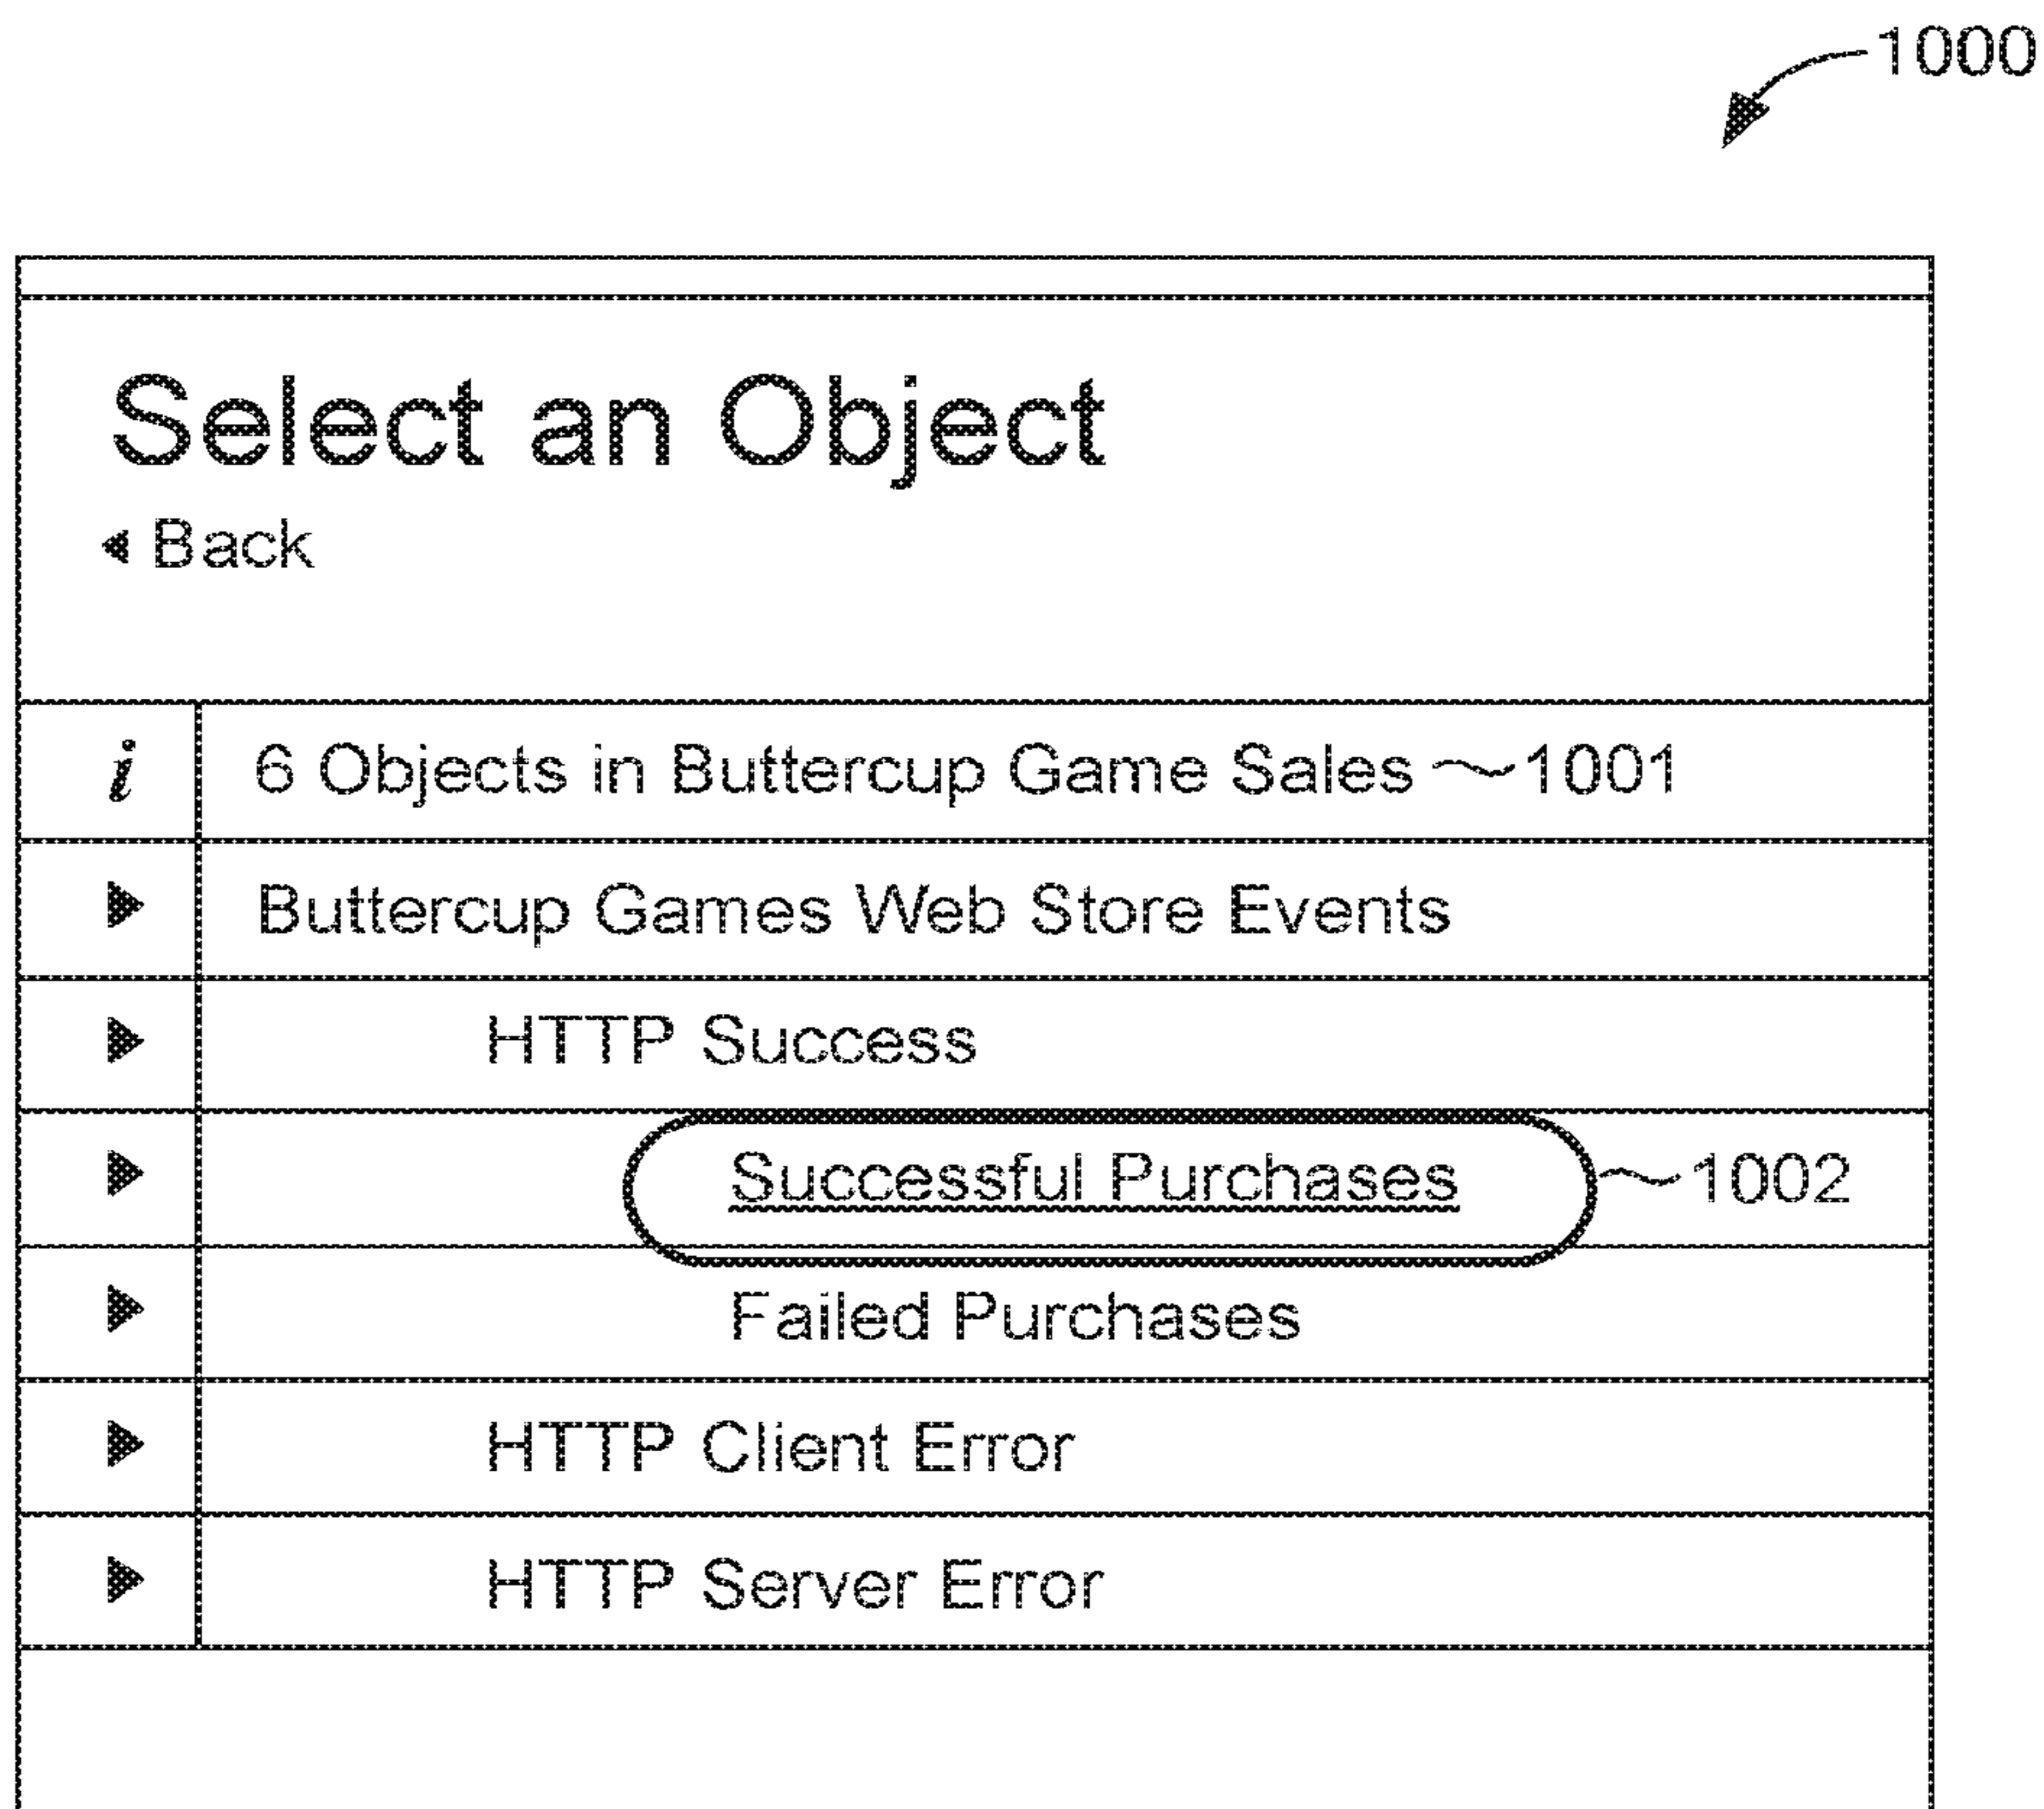 1000
Select an Object
Back
i 6 Objects in Buttercup Game Sales 1001
Buttercup Games Web Store Events
HTTP Success
Successful Purchases 1002
Failed Purchases
HTTP Client Error
HTTP Server Error